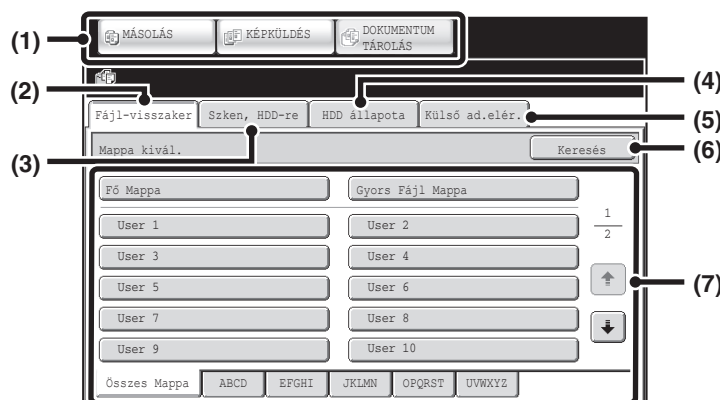 (1)
MÁSOLÁS
KÉPKÜLDÉS
DOKUMENTUM
TÁROLÁS
(2)
(4)
Fájl-visszaker
Szken, HDD-re
HDD állapota
Külső ad.elér.
(5)
(3)
Mappa kivál.
Keresés
(6)
Fő Mappa
Gyors Fájl Mappa
User 1
User 2
1
2
User 3
User 4
User 5
User 6
(7)
User 7
User 8
User 9
User 10
Összes Mappa
ABCD
EFGHI
JKLMN
OPQRST
UVWXYZ